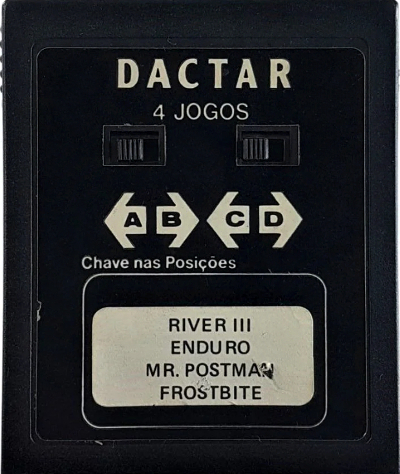 DACTAR
4 JOGOS
A B C D
Chave nas Posições
RIVER III
ENDURO
MR. POSTMAN
FROSTBITE